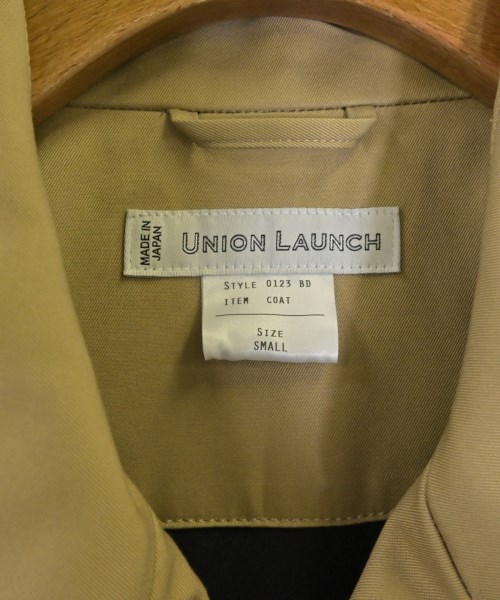 MADE IN
JAPAN
UNION LAUNCH
STYLE 0123 BD
ITEM COAT
SIZE
SMALL